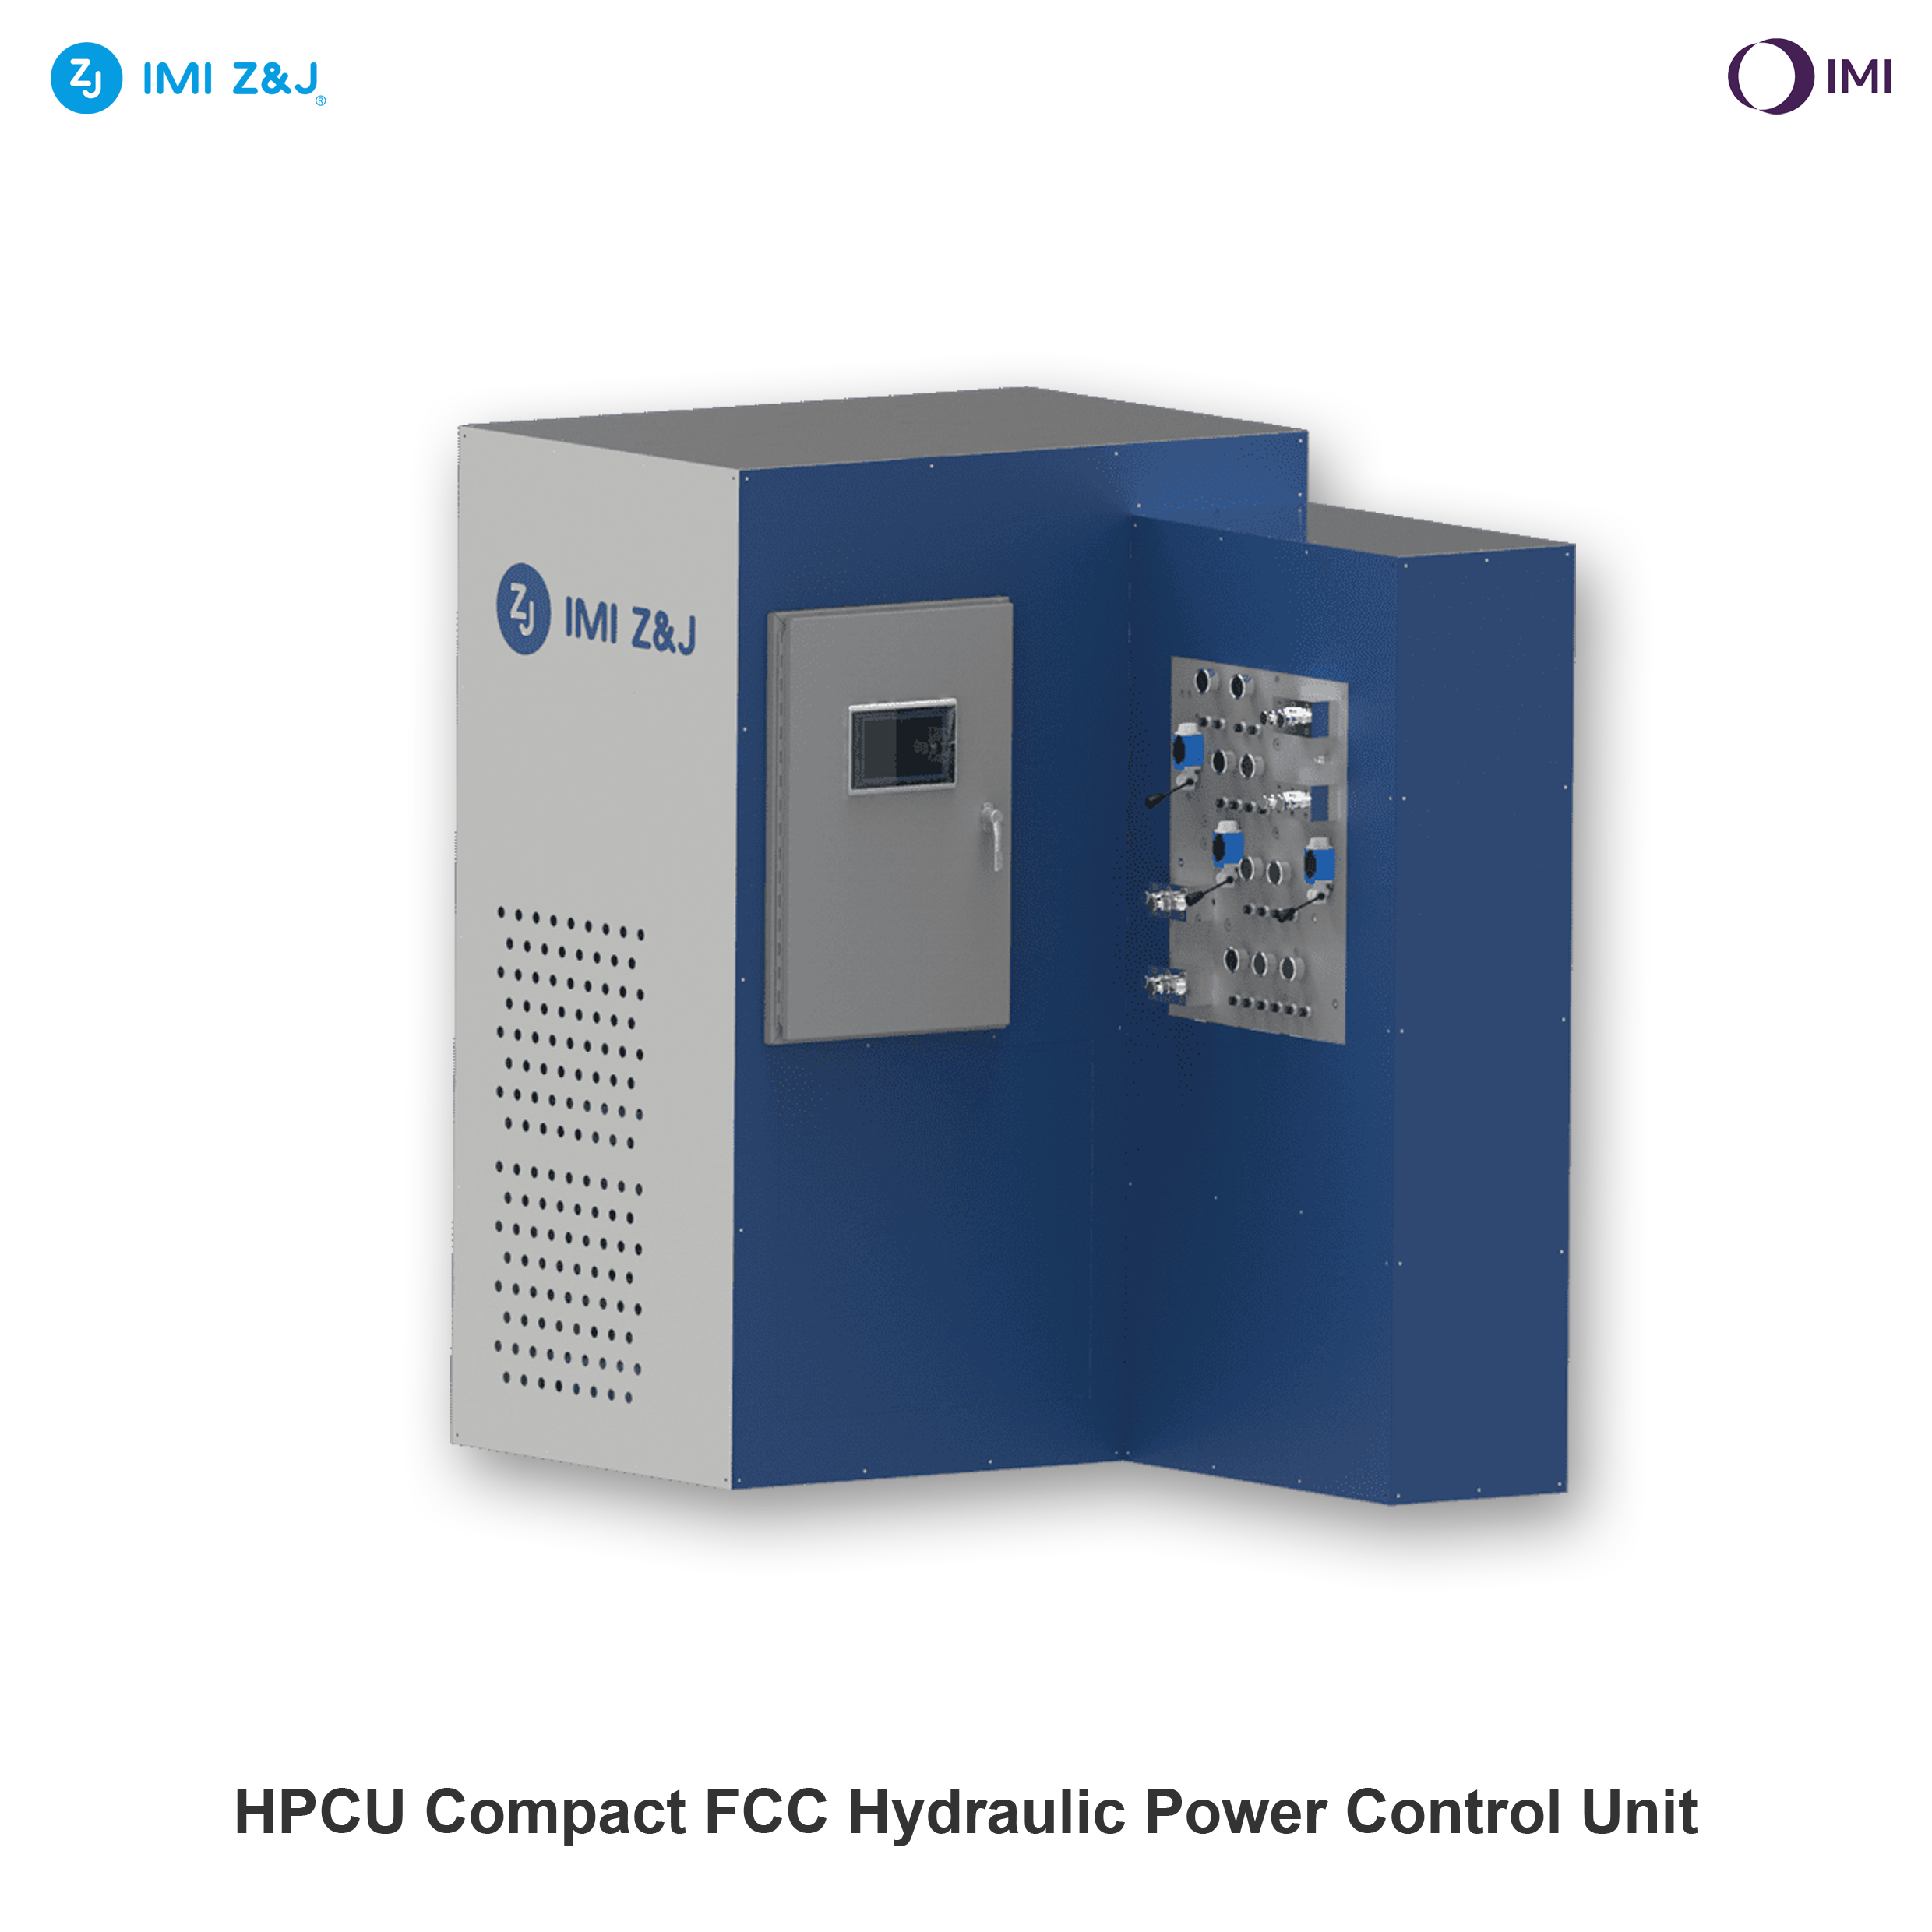 ZJ IMI Z&J®
IMI
ZJ IMI Z&J
HPCU Compact FCC Hydraulic Power Control Unit